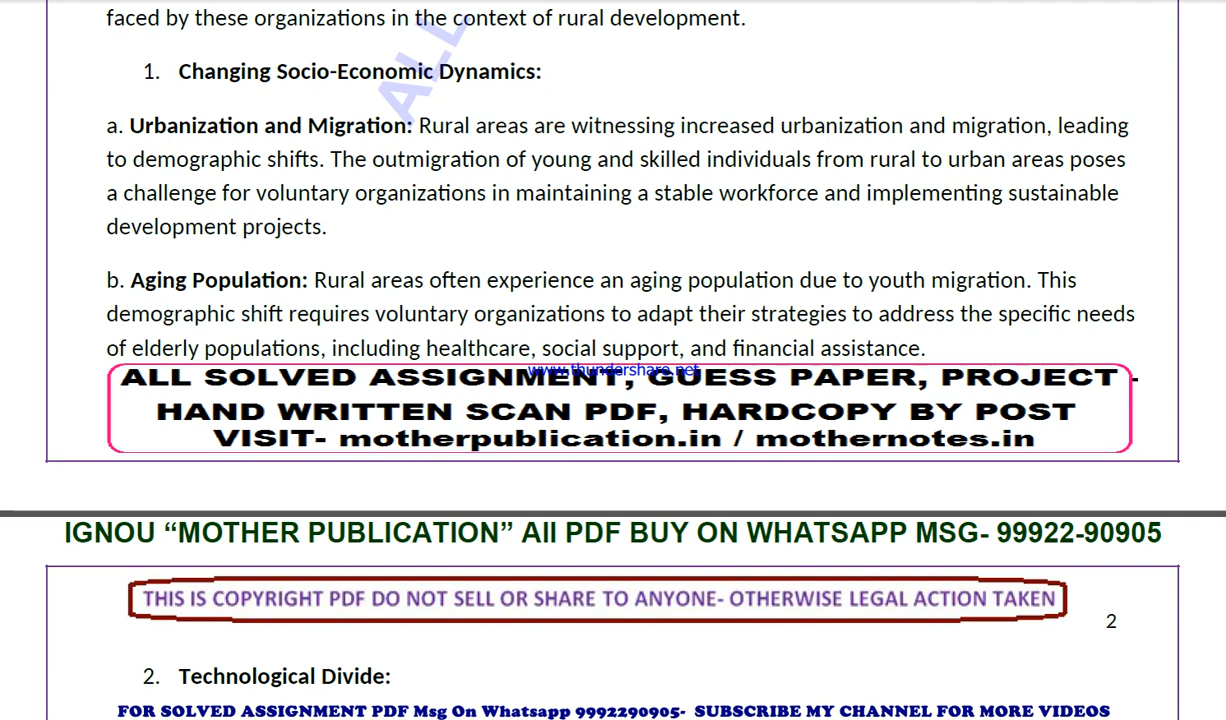 faced by these organizations in the context of rural development.
1. Changing Socio-Economic Dynamics:
a. Urbanization and Migration: Rural areas are witnessing increased urbanization and migration, leading
to demographic shifts. The outmigration of young and skilled individuals from rural to urban areas poses
a challenge for voluntary organizations in maintaining a stable workforce and implementing sustainable
development projects.
b. Aging Population: Rural areas often experience an aging population due to youth migration. This
demographic shift requires voluntary organizations to adapt their strategies to address the specific needs
of elderly populations, including healthcare, social support, and financial assistance.
www.thundershare.net
ALL SOLVED ASSIGNMENT, GUESS PAPER, PROJECT -
HAND WRITTEN SCAN PDF, HARDCOPY BY POST
VISIT- motherpublication.in / mothernotes.in
IGNOU “MOTHER PUBLICATION” All PDF BUY ON WHATSAPP MSG- 99922-90905
THIS IS COPYRIGHT PDF DO NOT SELL OR SHARE TO ANYONE- OTHERWISE LEGAL ACTION TAKEN
2
2. Technological Divide:
FOR SOLVED ASSIGNMENT PDF Msg On Whatsapp 9992290905- SUBSCRIBE MY CHANNEL FOR MORE VIDEOS
ALL